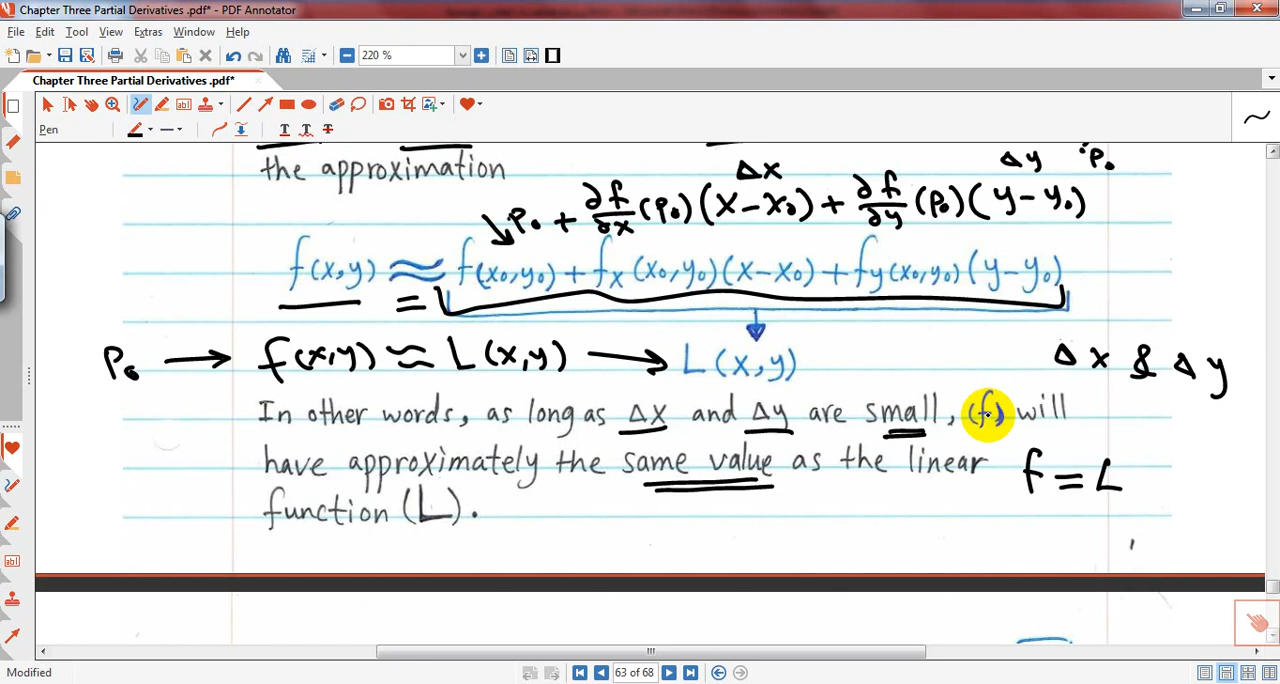 Chapter Three Partial Derivatives.pdf* - PDF Annotator
File Edit Tool View Extras Window Help
220 %
Chapter Three Partial Derivatives .pdf*
Pen
the approximation
Δx Δy P₀
P₀ + ∂f/∂x (P₀)(x-x₀) + ∂f/∂y (P₀)(y-y₀)
f(x,y) ≈ f(x₀,y₀) + fx(x₀,y₀)(x-x₀) + fy(x₀,y₀)(y-y₀)
=
P₀ → f(x,y) ≈ L(x,y) → L(x,y) Δx & Δy
In other words, as long as Δx and Δy are small, (f) will
have approximately the same value as the linear f = L
function (L).
Modified 63 of 68